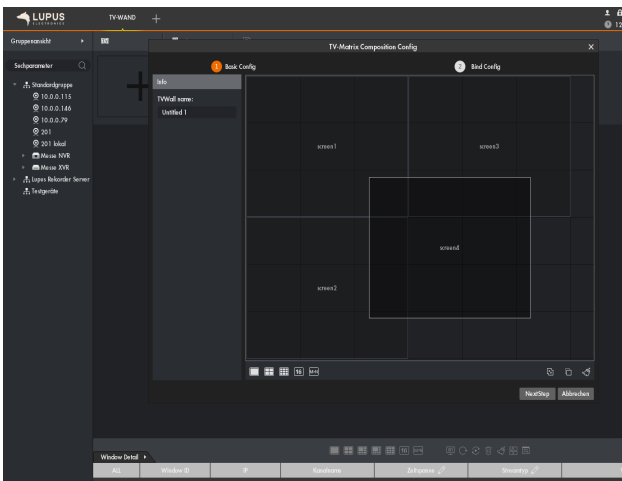 LUPUS
ELECTRONICS
TV-WAND
12
Gruppenansicht
TV-Matrix Composition Config
1 Basic Config
2 Bind Config
Suchparameter
Info
Standardgruppe
10.0.0.115
10.0.0.146
10.0.0.79
201
201 lokal
Messe NVR
Messe XVR
Lupus Rekorder Server
Testgeräte
TVWall name:
Untitled 1
screen1
screen3
screen4
screen2
16
M×N
NextStep
Abbrechen
Window Detail
16
ALL
Window ID
IP
Kanalname
Zeitspanne
Streamtyp